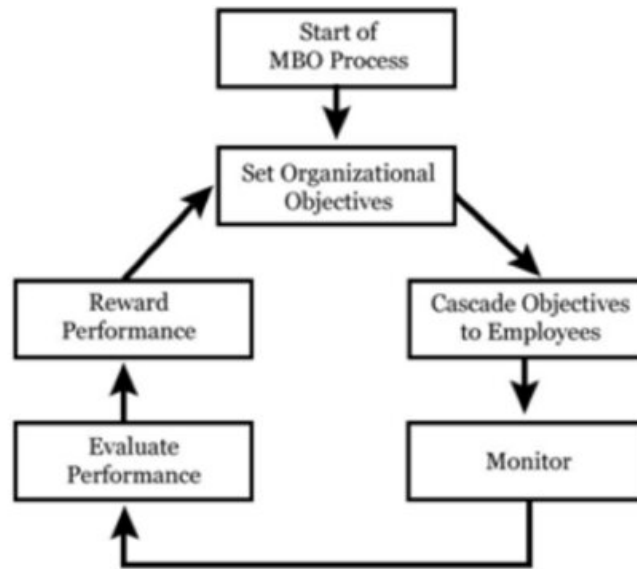 Start of
MBO Process
Set Organizational
Objectives
Reward
Performance
Cascade Objectives
to Employees
Evaluate
Performance
Monitor